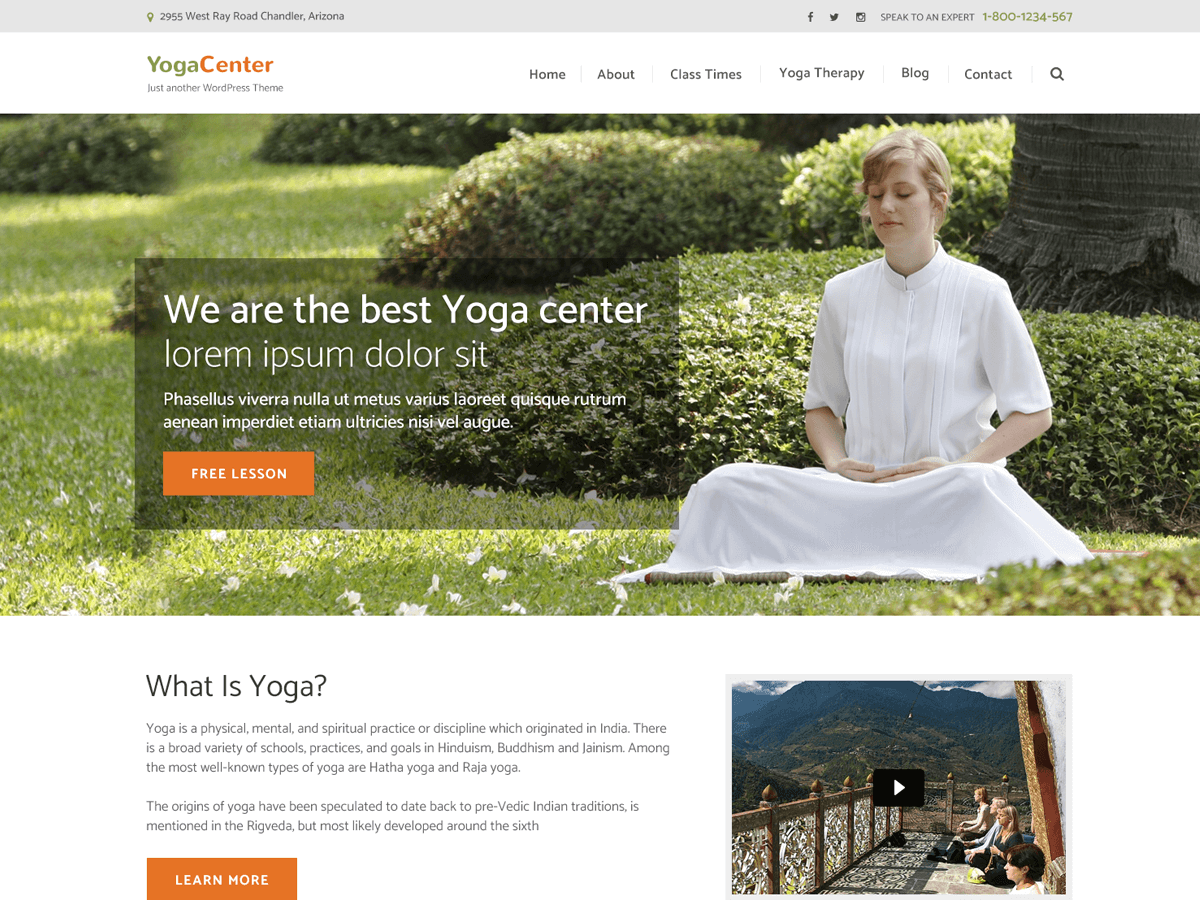 2955 West Ray Road Chandler, Arizona
SPEAK TO AN EXPERT 1-800-1234-567
YogaCenter
Just another WordPress Theme
Home About Class Times Yoga Therapy Blog Contact
We are the best Yoga center
lorem ipsum dolor sit
Phasellus viverra nulla ut metus varius laoreet quisque rutrum
aenean imperdiet etiam ultricies nisi vel augue.
FREE LESSON
What Is Yoga?
Yoga is a physical, mental, and spiritual practice or discipline which originated in India. There
is a broad variety of schools, practices, and goals in Hinduism, Buddhism and Jainism. Among
the most well-known types of yoga are Hatha yoga and Raja yoga.
The origins of yoga have been speculated to date back to pre-Vedic Indian traditions, is
mentioned in the Rigveda, but most likely developed around the sixth
LEARN MORE